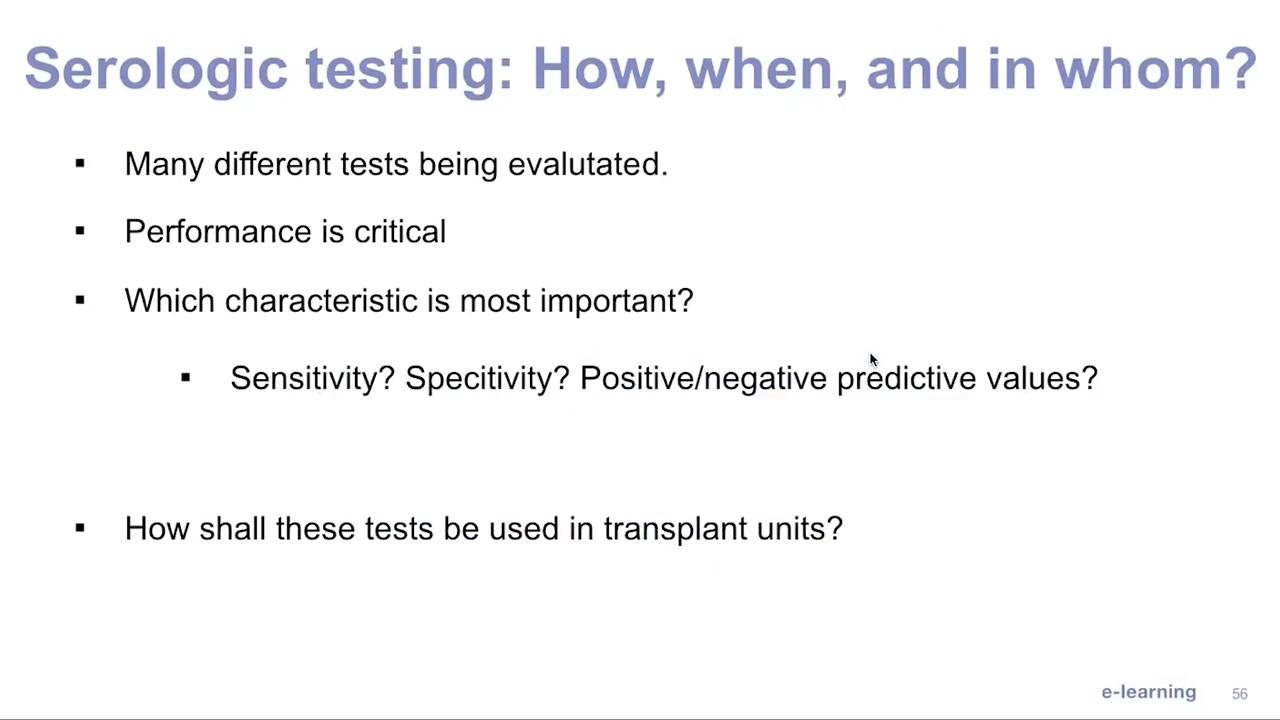 Serologic testing: How, when, and in whom?
▪ Many different tests being evalutated.
▪ Performance is critical
▪ Which characteristic is most important?
▪ Sensitivity? Specitivity? Positive/negative predictive values?
▪ How shall these tests be used in transplant units?
e-learning 56